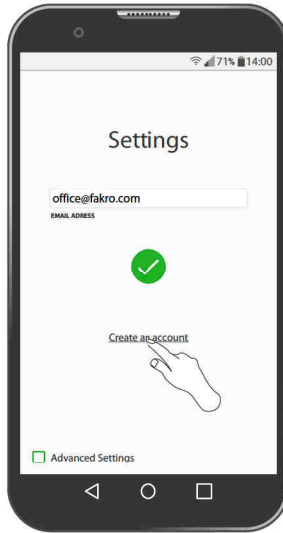 71% 14:00
Settings
office@fakro.com
EMAIL ADRESS
Create an account
Advanced Settings